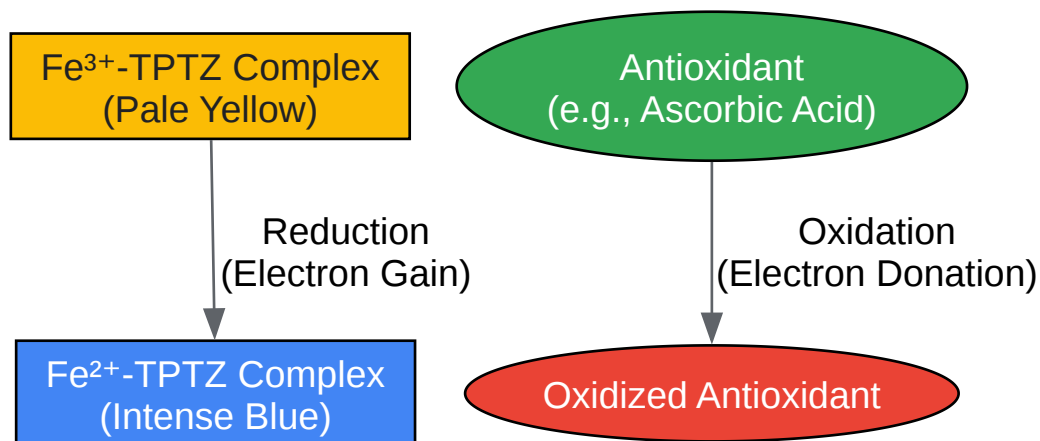 Fe³⁺-TPTZ Complex
(Pale Yellow)
Antioxidant
(e.g., Ascorbic Acid)
Reduction
(Electron Gain)
Oxidation
(Electron Donation)
Fe²⁺-TPTZ Complex
(Intense Blue)
Oxidized Antioxidant